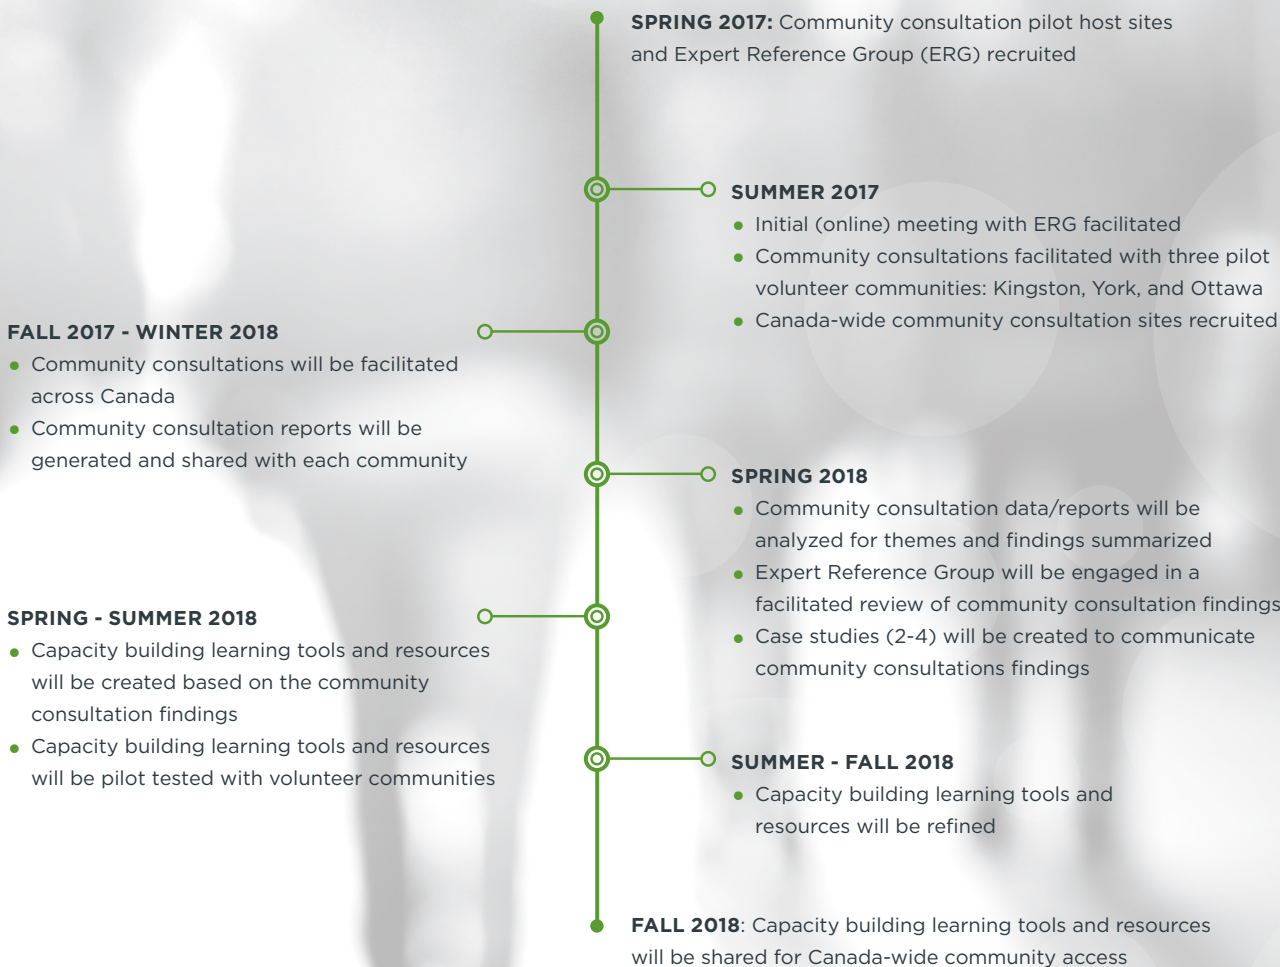 SPRING 2017: Community consultation pilot host sites
and Expert Reference Group (ERG) recruited
SUMMER 2017
• Initial (online) meeting with ERG facilitated
• Community consultations facilitated with three pilot
volunteer communities: Kingston, York, and Ottawa
• Canada-wide community consultation sites recruited
FALL 2017 - WINTER 2018
• Community consultations will be facilitated
across Canada
• Community consultation reports will be
generated and shared with each community
SPRING 2018
• Community consultation data/reports will be
analyzed for themes and findings summarized
• Expert Reference Group will be engaged in a
facilitated review of community consultation findings
• Case studies (2-4) will be created to communicate
community consultations findings
SPRING - SUMMER 2018
• Capacity building learning tools and resources
will be created based on the community
consultation findings
• Capacity building learning tools and resources
will be pilot tested with volunteer communities
SUMMER - FALL 2018
• Capacity building learning tools and
resources will be refined
FALL 2018: Capacity building learning tools and resources
will be shared for Canada-wide community access